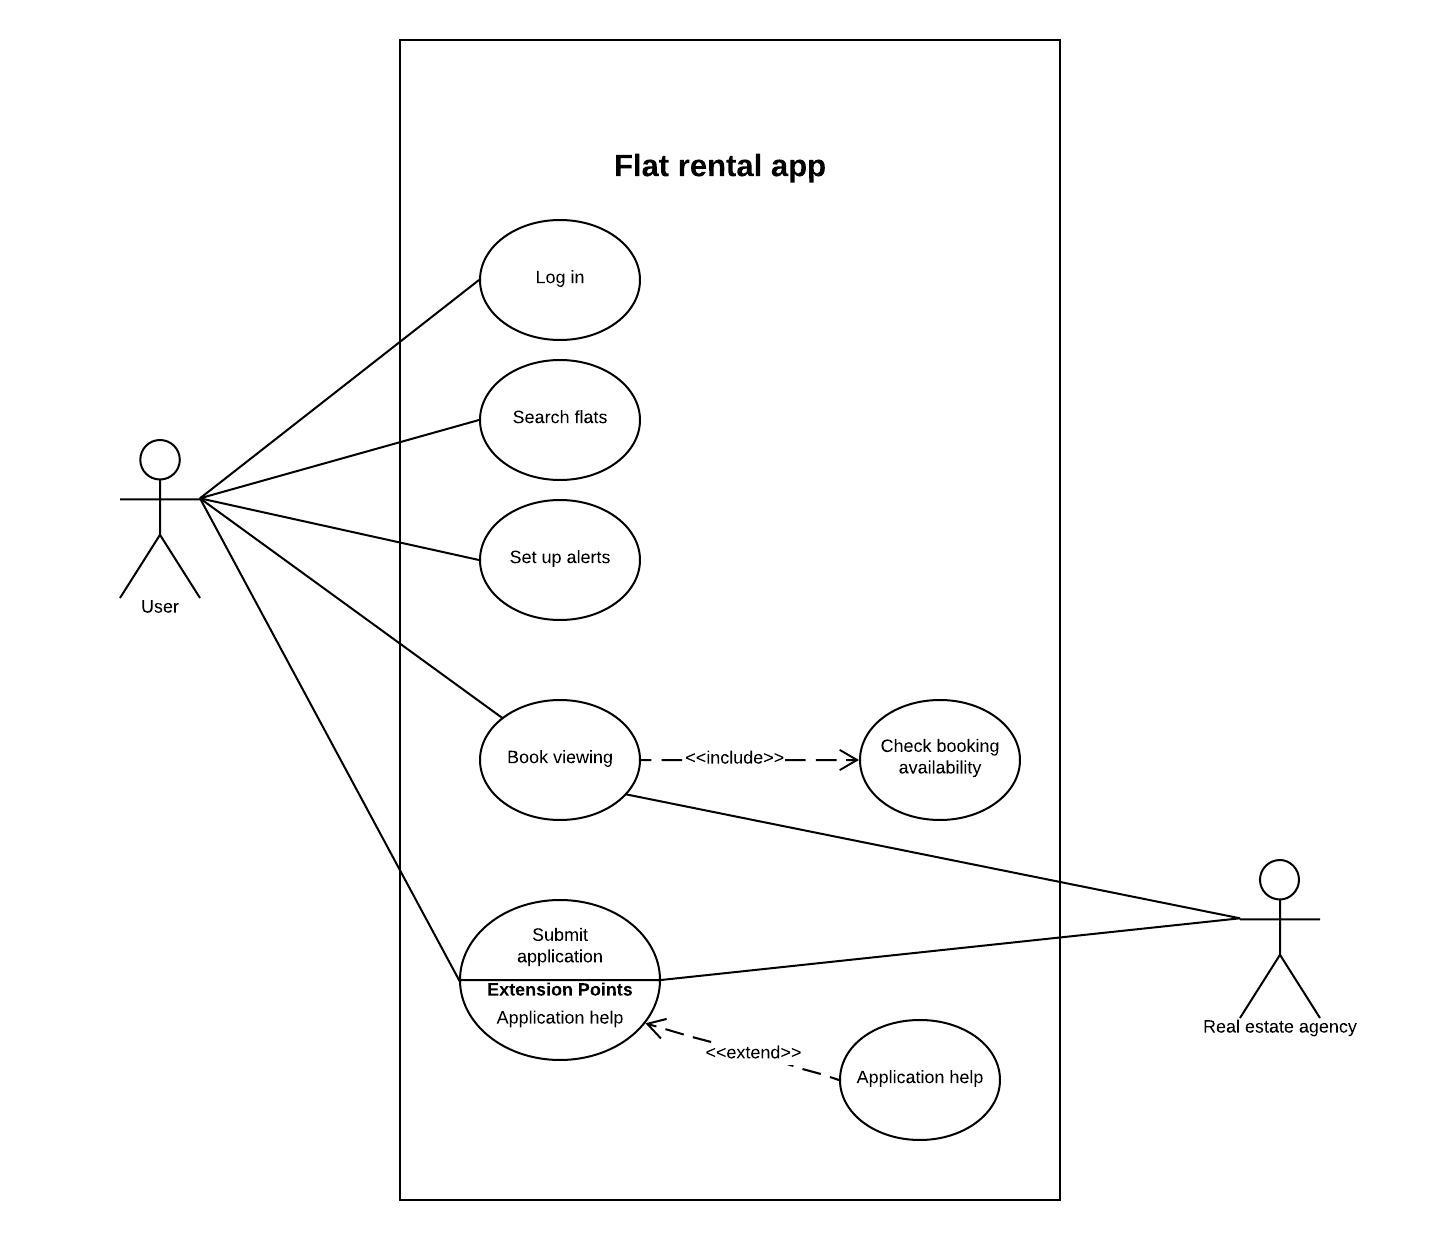 Flat rental app
Log in
Search flats
Set up alerts
User
Book viewing
<<include>>
Check booking
availability
Submit
application
Extension Points
Application help
<<extend>>
Application help
Real estate agency